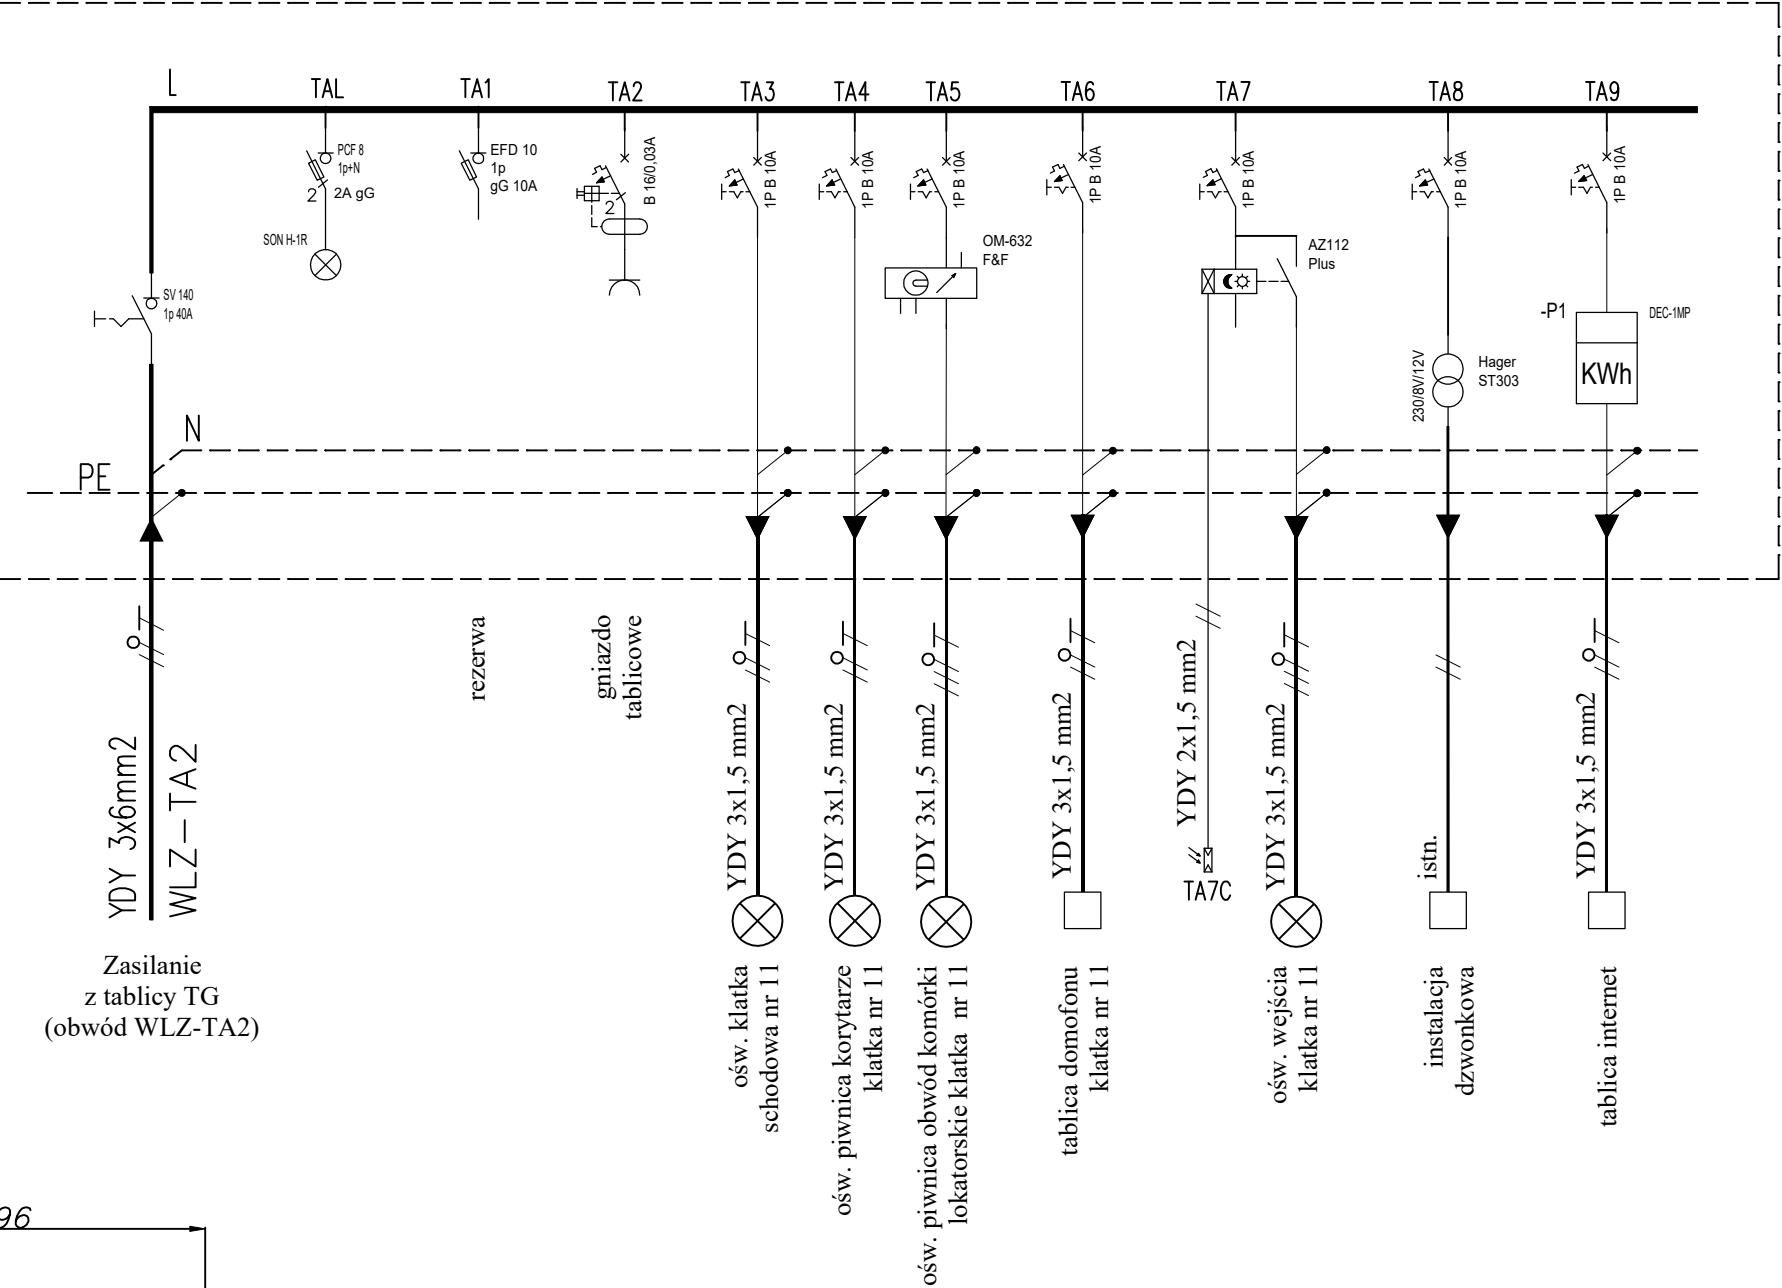 L
TAL
TA1
TA2
TA3
TA4
TA5
TA6
TA7
TA8
TA9
PCF 8
1p+N
2A gG
2
SON H-1R
EFD 10
1p
gG 10A
B 16/0,03A
2
1P B 10A
1P B 10A
1P B 10A
1P B 10A
1P B 10A
1P B 10A
1P B 10A
OM-632
F&F
AZ112
Plus
SV 140
1p 40A
-P1
DEC-1MP
KWh
230/8V/12V
Hager
ST303
N
PE
YDY 3x6mm2
WLZ-TA2
Zasilanie
z tablicy TG
(obwód WLZ-TA2)
rezerwa
gniazdo
tablicowe
YDY 3x1,5 mm2
YDY 3x1,5 mm2
YDY 3x1,5 mm2
YDY 3x1,5 mm2
YDY 2x1,5 mm2
TA7C
YDY 3x1,5 mm2
istn.
YDY 3x1,5 mm2
ośw. klatka
schodowa nr 11
ośw. piwnica korytarze
klatka nr 11
ośw. piwnica obwód komórki
lokatorskie klatka nr 11
tablica domofonu
klatka nr 11
ośw. wejścia
klatka nr 11
instalacja
dzwonkowa
tablica internet
96